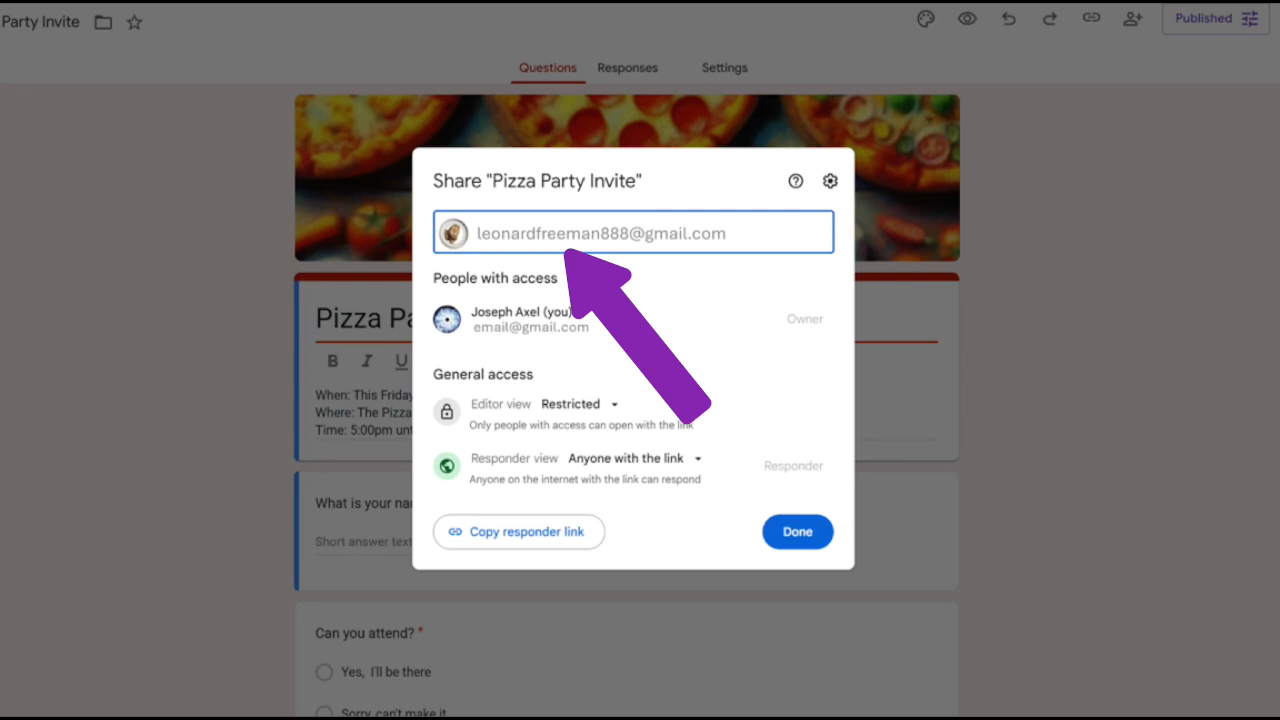 Party Invite
Published
Questions Responses Settings
Share "Pizza Party Invite"
leonardfreeman888@gmail.com
People with access
Joseph Axel (you)
email@gmail.com
Owner
General access
Editor view Restricted
Only people with access can open with the link
Responder view Anyone with the link
Anyone on the internet with the link can respond
Responder
Copy responder link
Done
Pizza
B I U
When: This Friday
Where: The Pizza
Time: 5:00pm
What is your
Short answer text
Can you attend? *
Yes, I'll be there
Sorry, can't make it